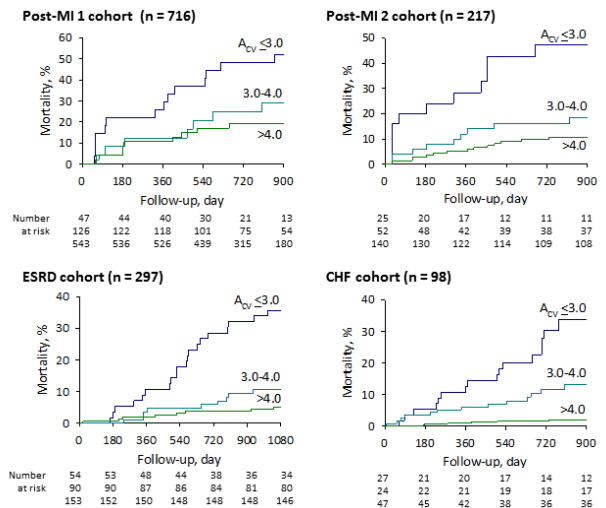 Post-MI 1 cohort (n = 716)
Mortality, %
60
50
40
30
20
10
0
A_CV ≤3.0
3.0-4.0
>4.0
0 180 360 540 720 900
Follow-up, day
Number at risk
47 44 40 30 21 13
126 122 118 101 75 54
543 536 526 439 315 180
Post-MI 2 cohort (n = 217)
Mortality, %
50
40
30
20
10
0
A_CV ≤3.0
3.0-4.0
>4.0
0 180 360 540 720 900
Follow-up, day
25 20 17 12 11 11
52 48 42 39 38 37
140 130 122 114 109 108
ESRD cohort (n = 297)
Mortality, %
40
30
20
10
0
A_CV ≤3.0
3.0-4.0
>4.0
0 180 360 540 720 900 1080
Follow-up, day
Number at risk
54 53 48 44 38 36 34
90 90 87 86 84 81 80
153 152 150 148 148 148 146
CHF cohort (n = 98)
Mortality, %
40
30
20
10
0
A_CV ≤3.0
3.0-4.0
>4.0
0 180 360 540 720 900
Follow-up, day
27 21 20 17 14 12
24 22 21 19 18 17
47 45 42 38 36 36